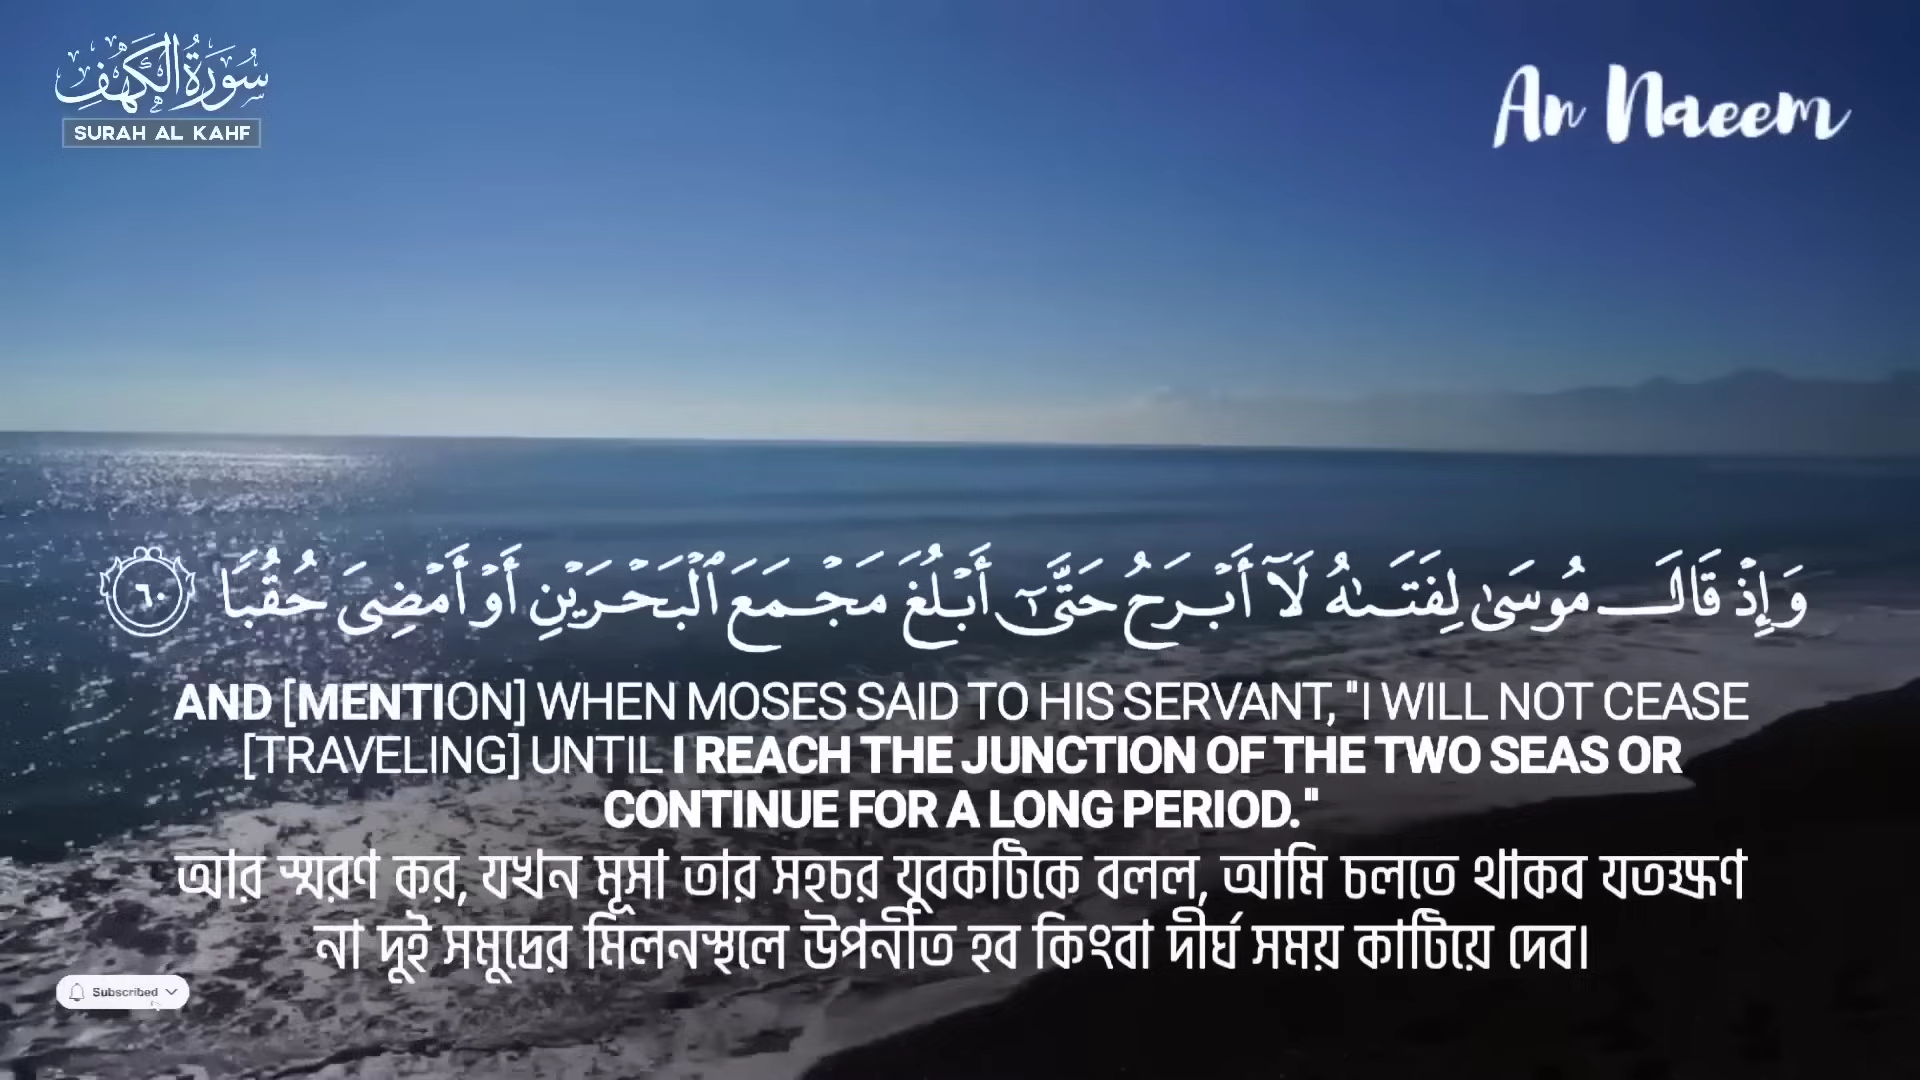 سُورَةُ الكَهْفِ
SURAH AL KAHF
An Naeem
وَإِذْ قَالَ مُوسَىٰ لِفَتَىٰهُ لَآ أَبْرَحُ حَتَّىٰٓ أَبْلُغَ مَجْمَعَ ٱلْبَحْرَيْنِ أَوْ أَمْضِىَ حُقُبًا ٦٠
AND [MENTION] WHEN MOSES SAID TO HIS SERVANT, "I WILL NOT CEASE
[TRAVELING] UNTIL I REACH THE JUNCTION OF THE TWO SEAS OR
CONTINUE FOR A LONG PERIOD."
আর স্মরণ কর, যখন মূসা তার সহচর যুবকটিকে বলল, আমি চলতে থাকব যতক্ষণ
না দুই সমুদ্রের মিলনস্থলে উপনীত হব কিংবা দীর্ঘ সময় কাটিয়ে দেব।
Subscribed